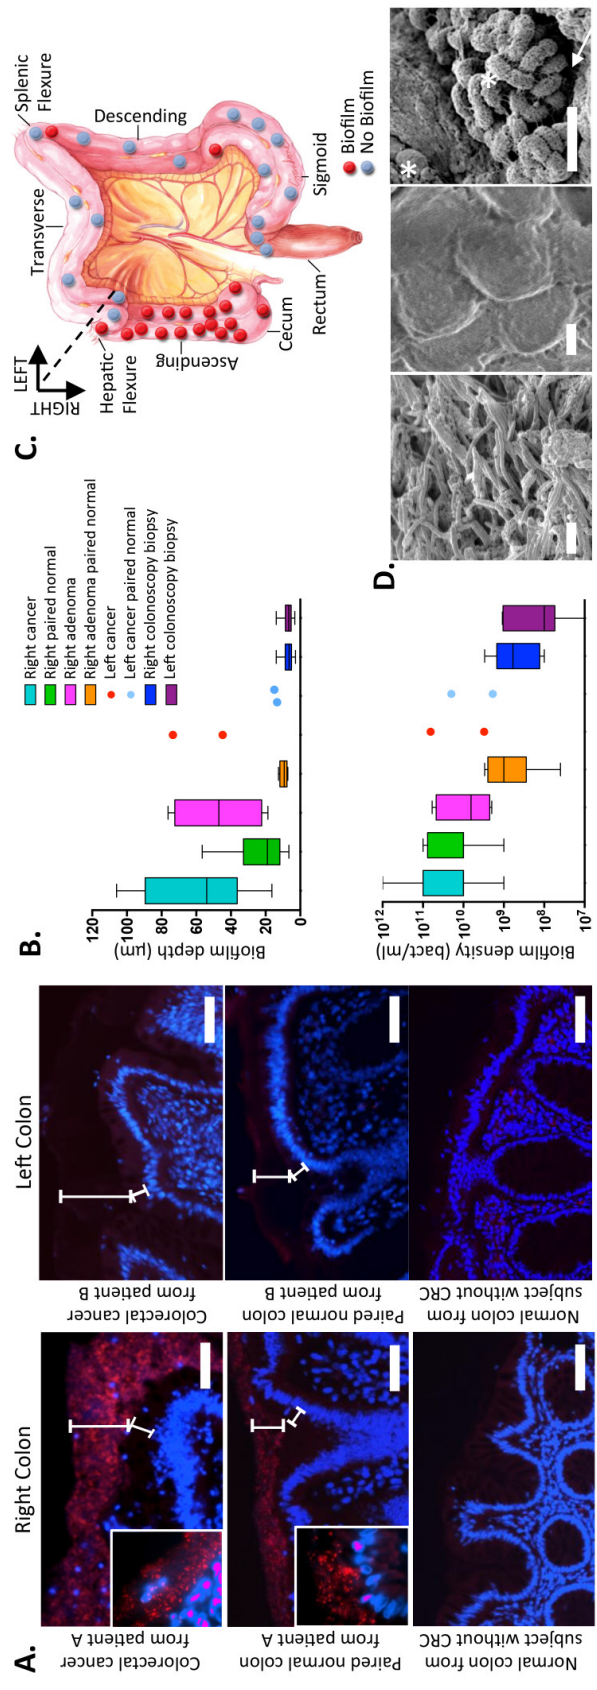 A.
Right Colon
Left Colon
Colorectal cancer
from patient A
Paired normal colon
from patient A
Normal colon from
subject without CRC
Colorectal cancer
from patient B
Paired normal colon
from patient B
Normal colon from
subject without CRC
B.
Biofilm depth (µm)
120
100
80
60
40
20
0
Right cancer
Right paired normal
Right adenoma
Right adenoma paired normal
Left cancer
Left cancer paired normal
Right colonoscopy biopsy
Left colonoscopy biopsy
Biofilm density (bact/ml)
10¹²
10¹¹
10¹⁰
10⁹
10⁸
10⁷
C.
LEFT
RIGHT
Hepatic
Flexure
Transverse
Splenic
Flexure
Descending
Ascending
Cecum
Rectum
Sigmoid
Biofilm
No Biofilm
D.
*
*